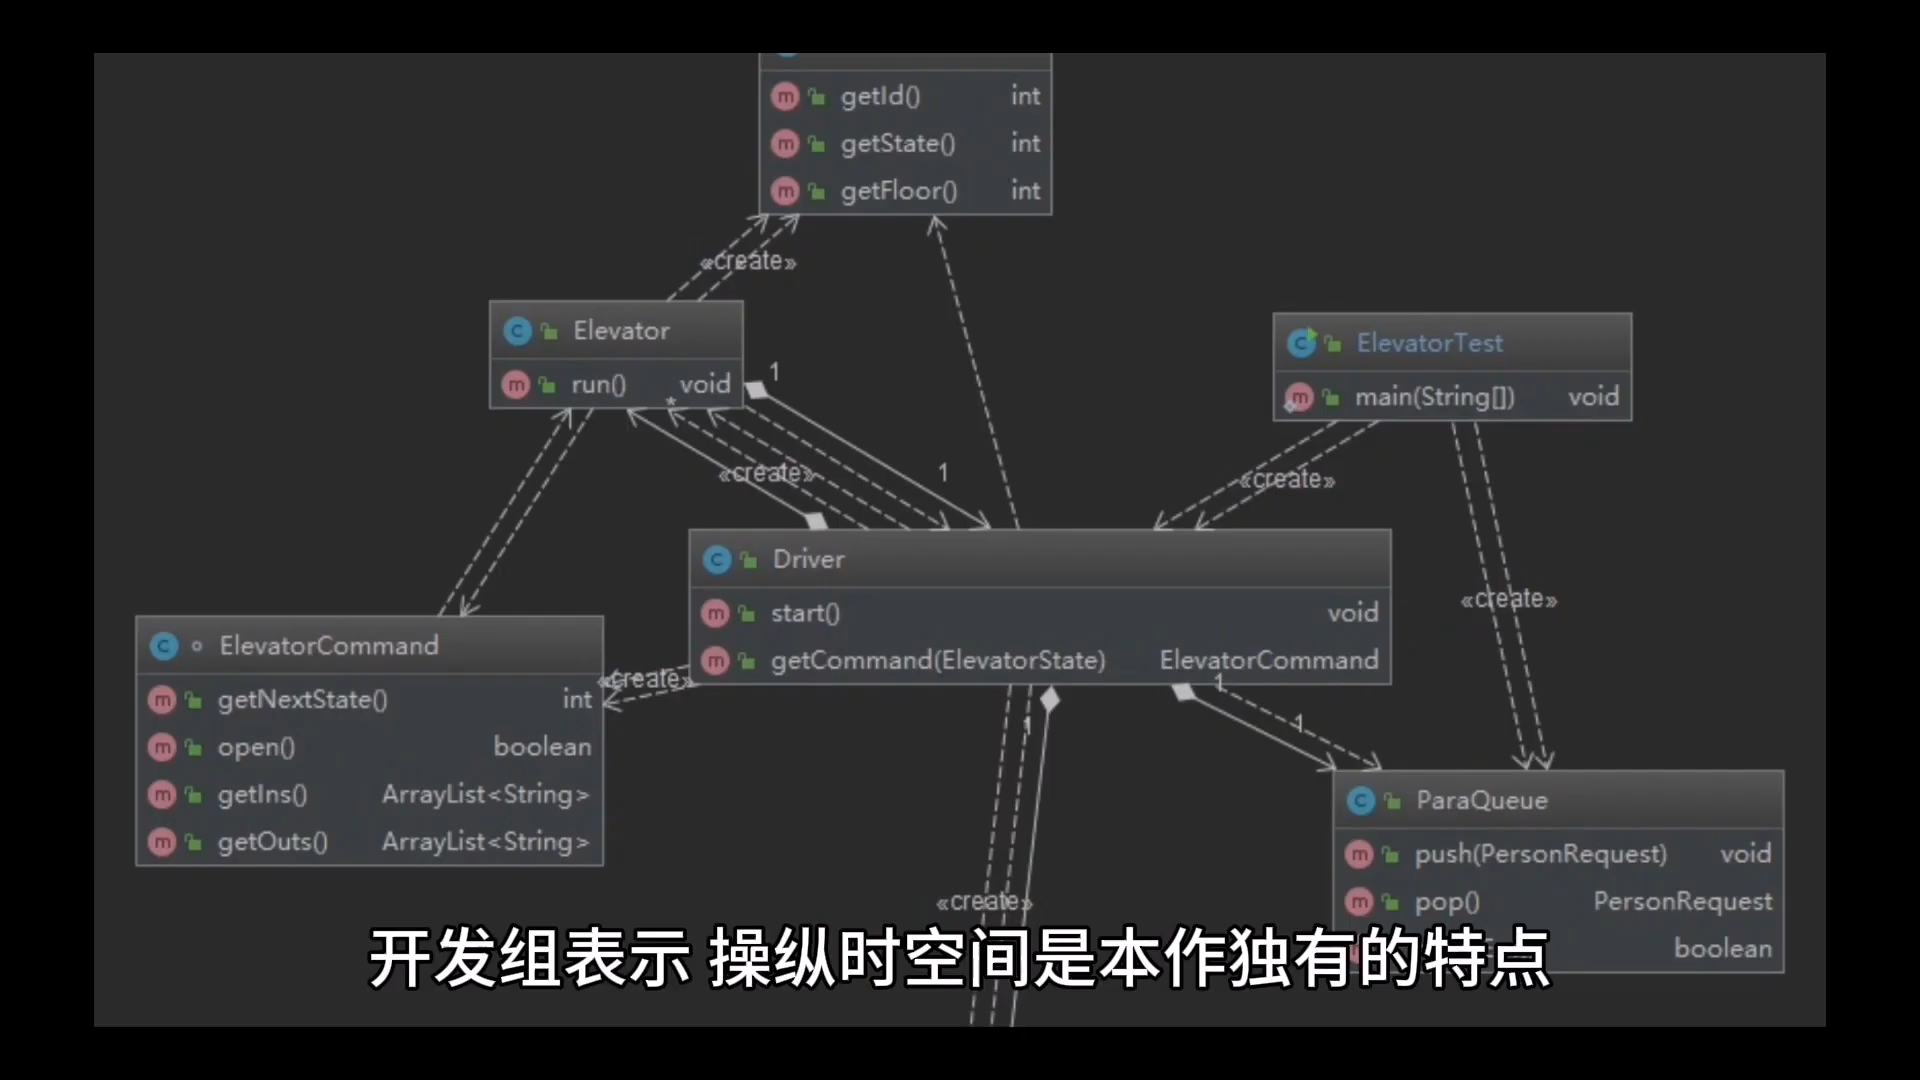 getId() int
getState() int
getFloor() int
«create»
Elevator
run() void
1
*
ElevatorTest
main(String[]) void
«create»
1
«create»
Driver
start() void
getCommand(ElevatorState) ElevatorCommand
«create»
ElevatorCommand
getNextState() int
open() boolean
getIns() ArrayList<String>
getOuts() ArrayList<String>
«create»
1
1
1
ParaQueue
push(PersonRequest) void
pop() PersonRequest
boolean
«create»
开发组表示 操纵时空间是本作独有的特点